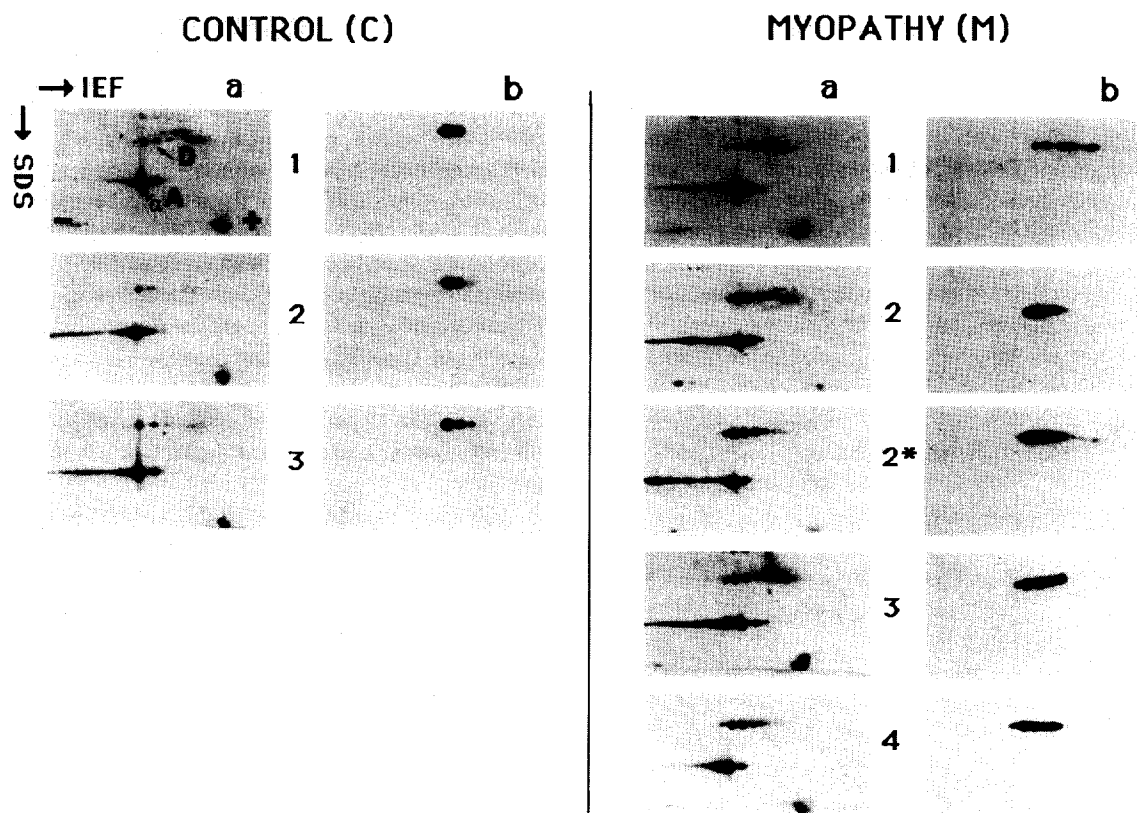 CONTROL (C)
MYOPATHY (M)
→ IEF
a
b
a
b
→ SDS
D
αA
+
1
2
3
1
2
2*
3
4